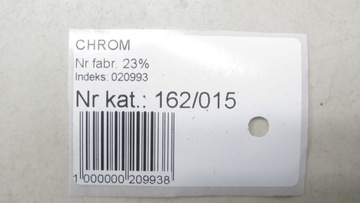 CHROM
Nr fabr. 23%
Indeks: 020993
Nr kat.: 162/015
1 000000 209938